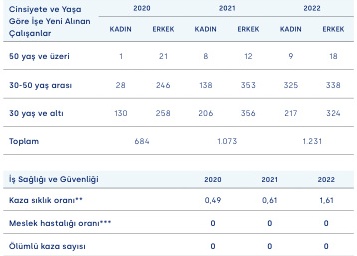 Cinsiyete ve Yaşa Göre İşe Yeni Alınan Çalışanlar 2020 2021 2022
KADIN ERKEK KADIN ERKEK KADIN ERKEK
50 yaş ve üzeri 1 21 8 12 9 18
30-50 yaş arası 28 246 138 353 325 338
30 yaş ve altı 130 258 206 356 217 324
Toplam 684 1.073 1.231
İş Sağlığı ve Güvenliği 2020 2021 2022
Kaza sıklık oranı** 0,49 0,61 1,61
Meslek hastalığı oranı*** 0 0 0
Ölümlü kaza sayısı 0 0 0